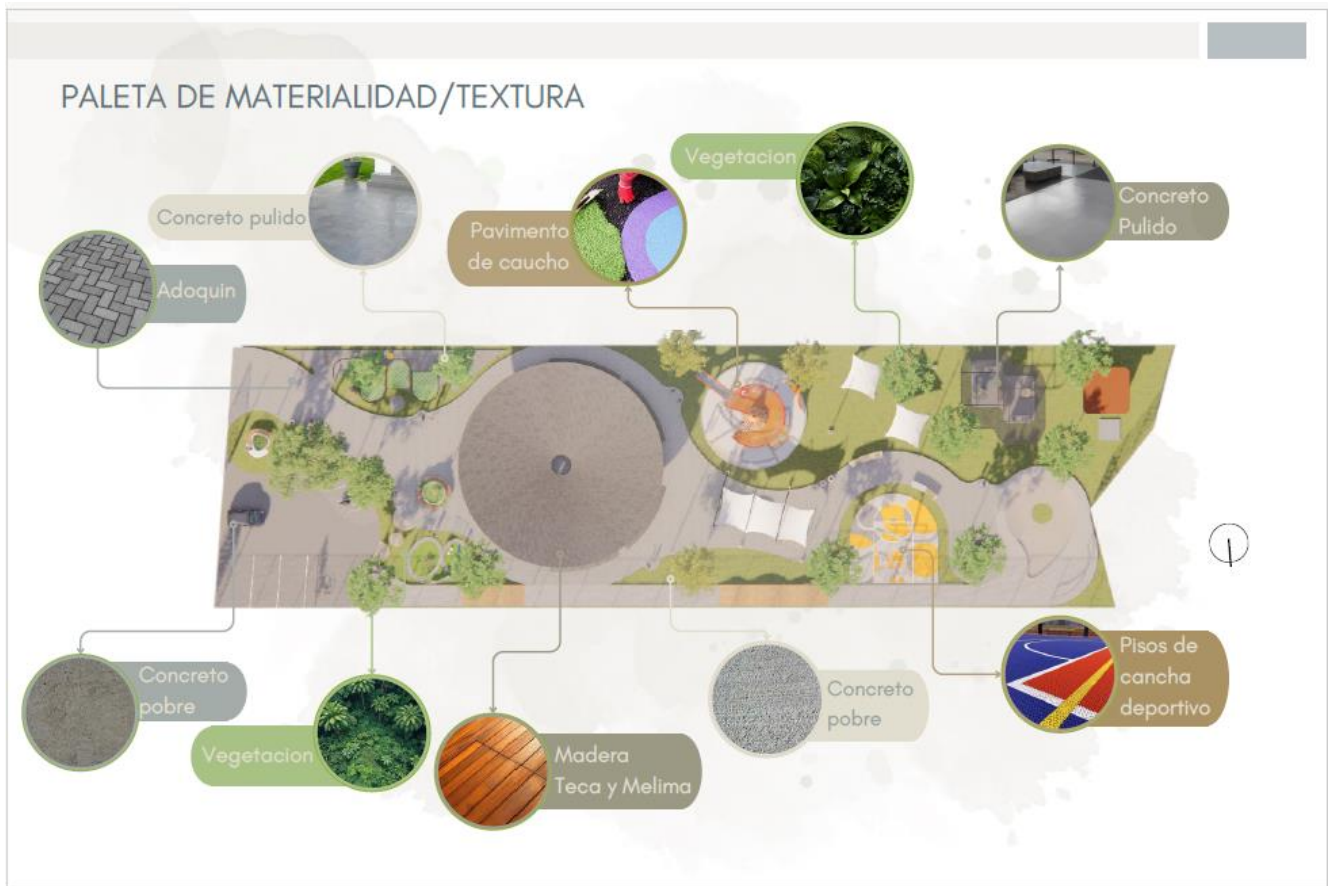 PALETA DE MATERIALIDAD/TEXTURA
Vegetacion
Concreto pulido
Concreto
Pulido
Pavimento
de caucho
Adoquin
Concreto
pobre
Vegetacion
Madera
Teca y Melima
Concreto
pobre
Pisos de
cancha
deportivo